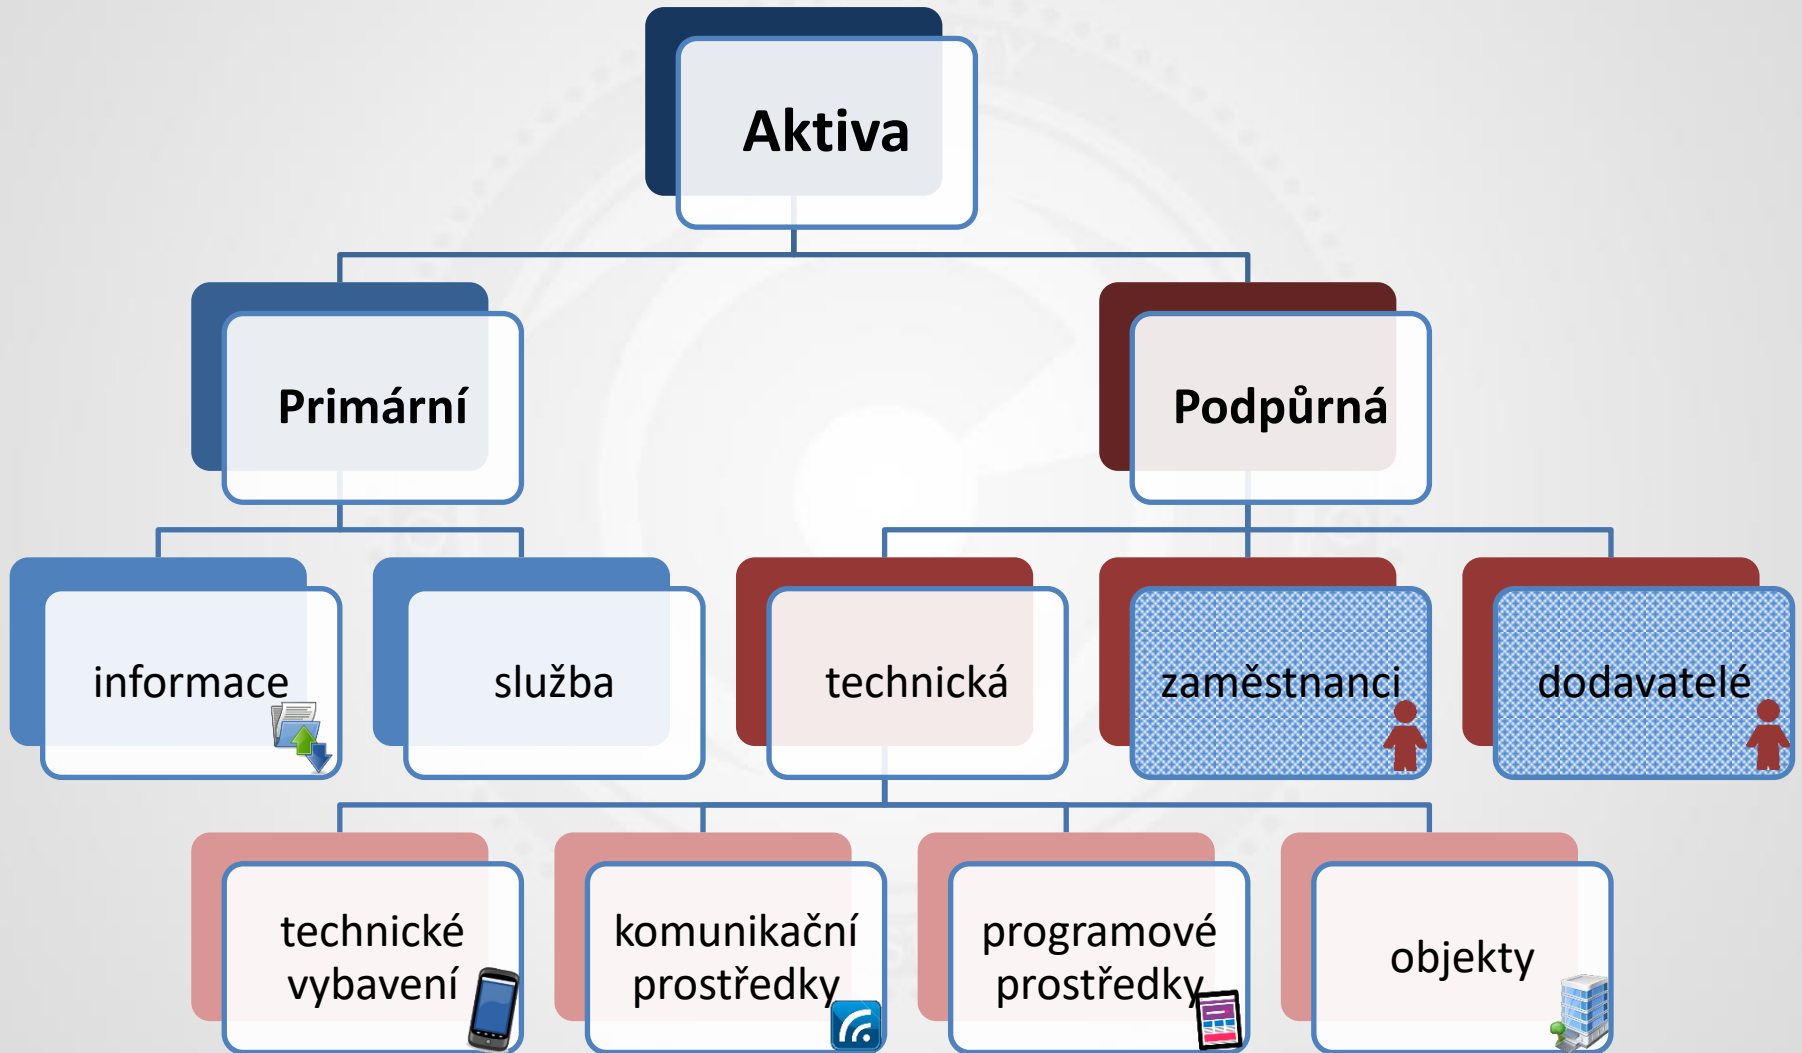 Aktiva
Primární
Podpůrná
informace
služba
technická
zaměstnanci
dodavatelé
technické
vybavení
komunikační
prostředky
programové
prostředky
objekty